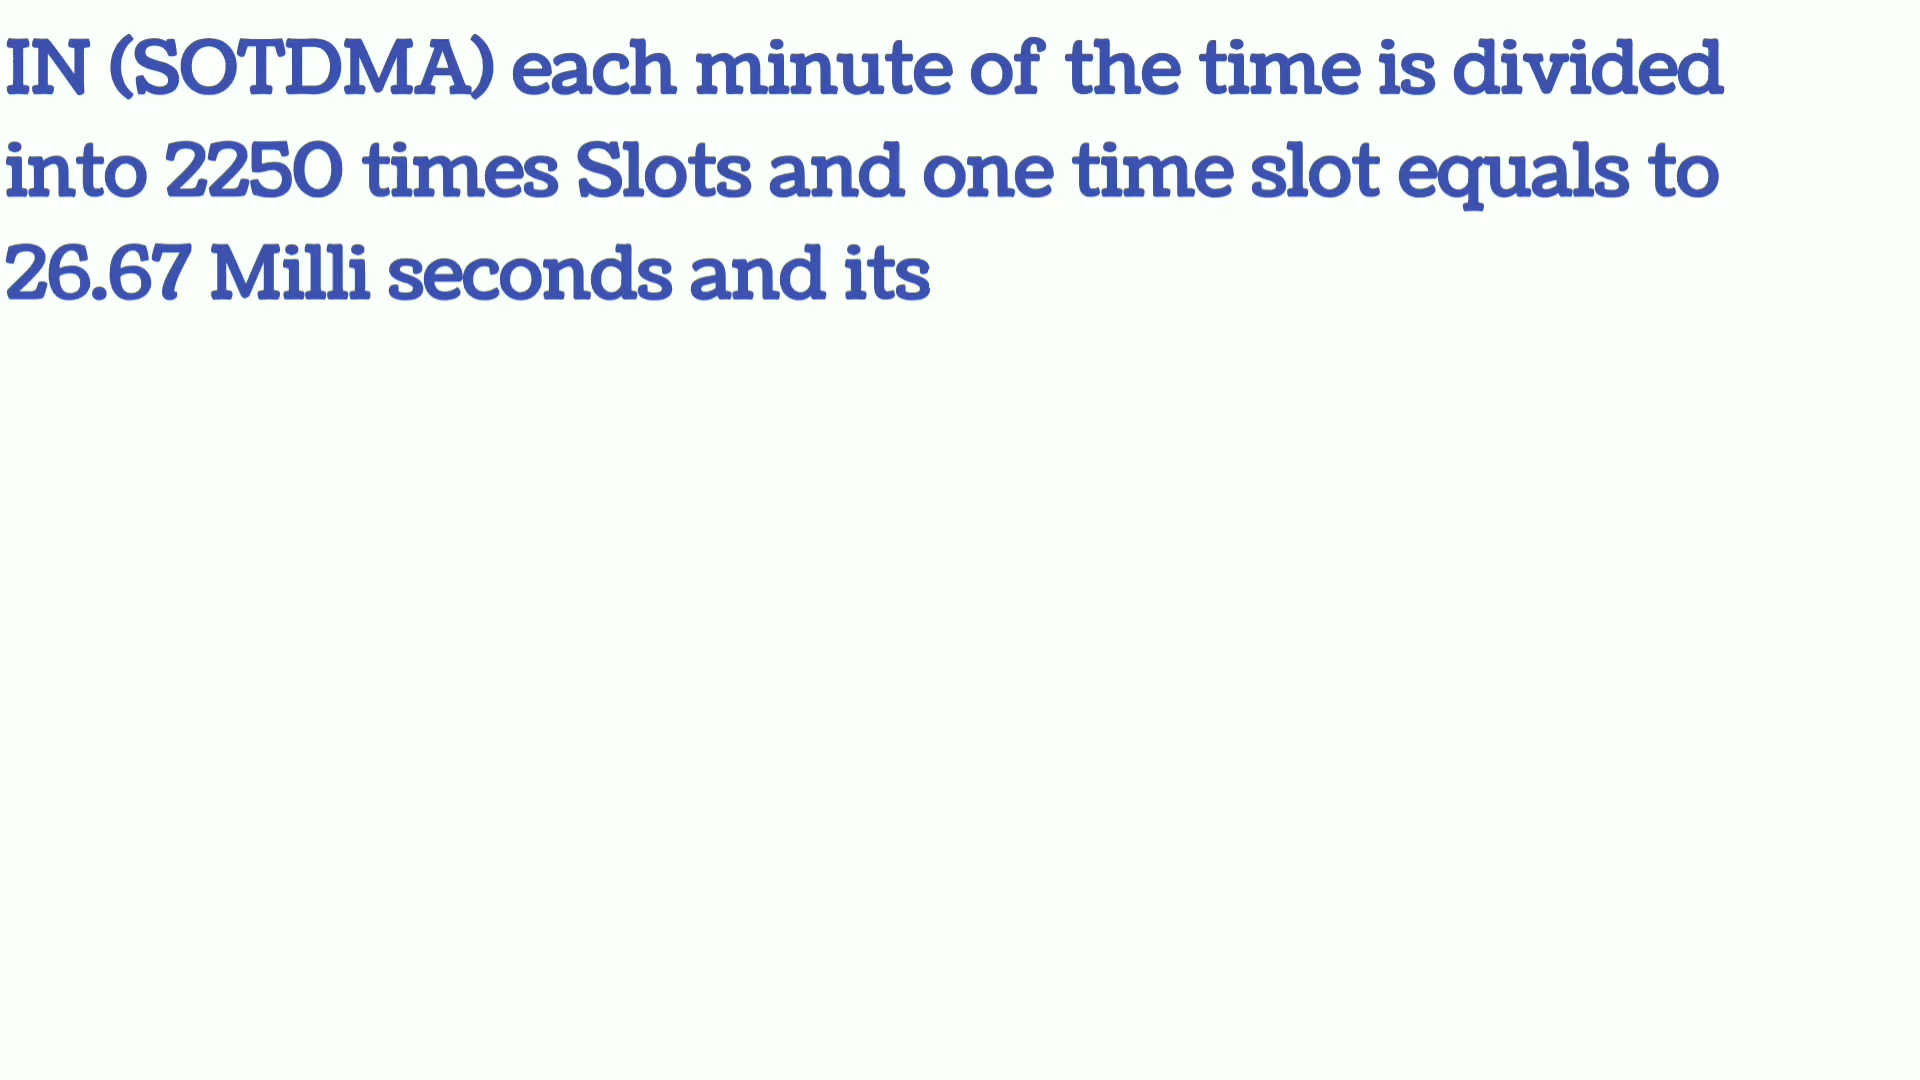 IN (SOTDMA) each minute of the time is divided
into 2250 times Slots and one time slot equals to
26.67 Milli seconds and its